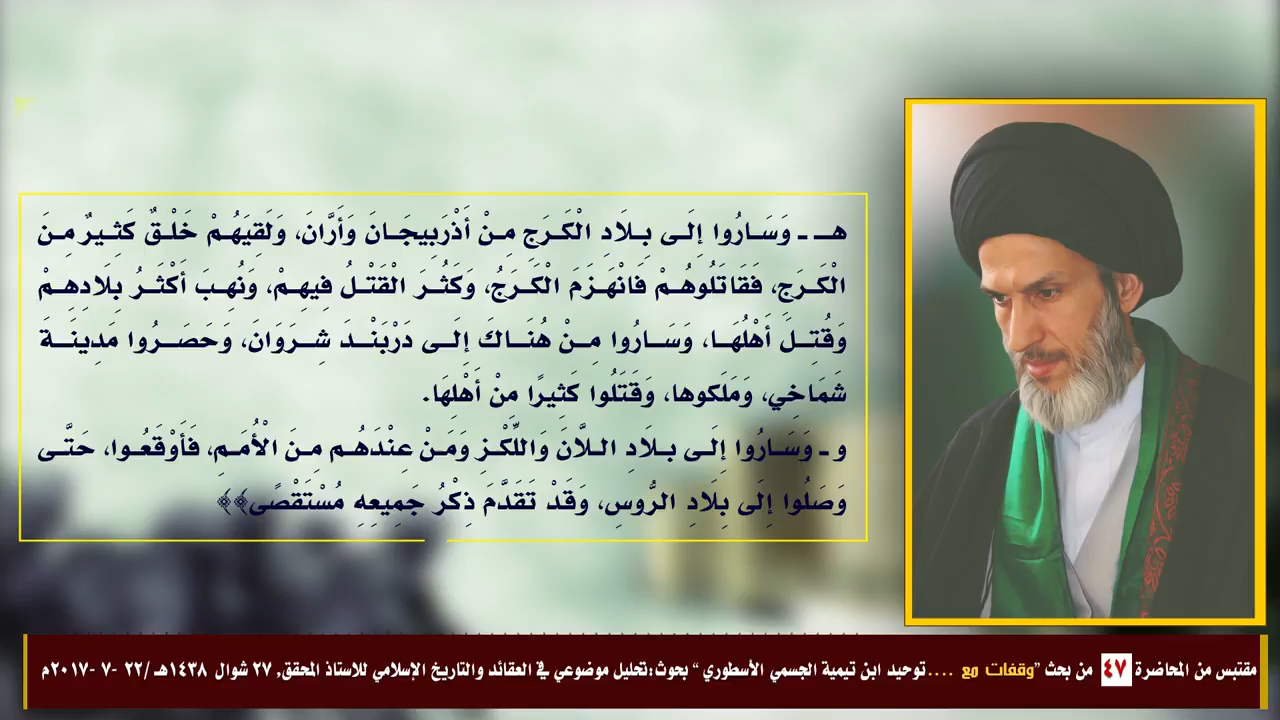 هـ ـ وَسَارُوا إِلَى بِلَادِ الْكَرَجِ مِنْ أَذْرَبِيجَانَ وَأَرَّانَ، وَلَقِيَهُمْ خَلْقٌ كَثِيرٌ مِنَ
الْكَرَجِ، فَقَاتَلُوهُمْ فَانْهَزَمَ الْكَرَجُ، وَكَثُرَ الْقَتْلُ فِيهِمْ، وَنُهِبَ أَكْثَرُ بِلَادِهِمْ
وَقُتِلَ أَهْلُهَا، وَسَارُوا مِنْ هُنَاكَ إِلَى دَرْبَنْدَ شِرَوَانَ، وَحَصَرُوا مَدِينَةَ
شَمَاخِي، وَمَلَكوها، وَقَتَلُوا كَثِيرًا مِنْ أَهْلِهَا.
و ـ وَسَارُوا إِلَى بِلَادِ اللَّانَ وَاللَّكْزِ وَمَنْ عِنْدَهُم مِنَ الْأُمَمِ، فَأَوْقَعُوا، حَتَّى
وَصَلُوا إِلَى بِلَادِ الرُّوسِ، وَقَدْ تَقَدَّمَ ذِكْرُ جَمِيعِهِ مُسْتَقْصًى﴾﴾
مقتبس من المحاضرة ٤٧ من بحث "وقفات مع ....توحيد ابن تيمية الجسمي الأسطوري " بحوث:تحليل موضوعي في العقائد والتاريخ الإسلامي للاستاذ المحقق, ٢٧ شوال ١٤٣٨هـ /٢٢ -٧ -٢٠١٧م